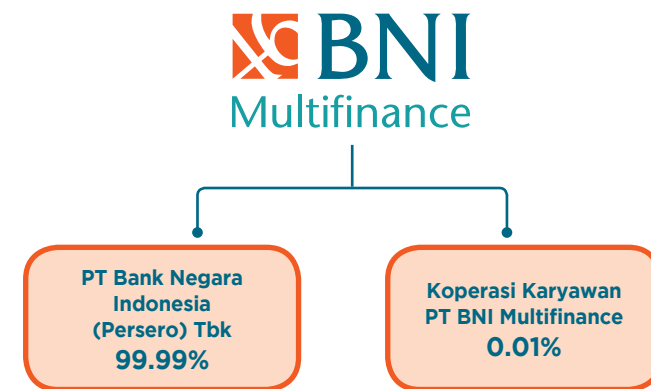 BNI
Multifinance
PT Bank Negara
Indonesia
(Persero) Tbk
99.99%
Koperasi Karyawan
PT BNI Multifinance
0.01%